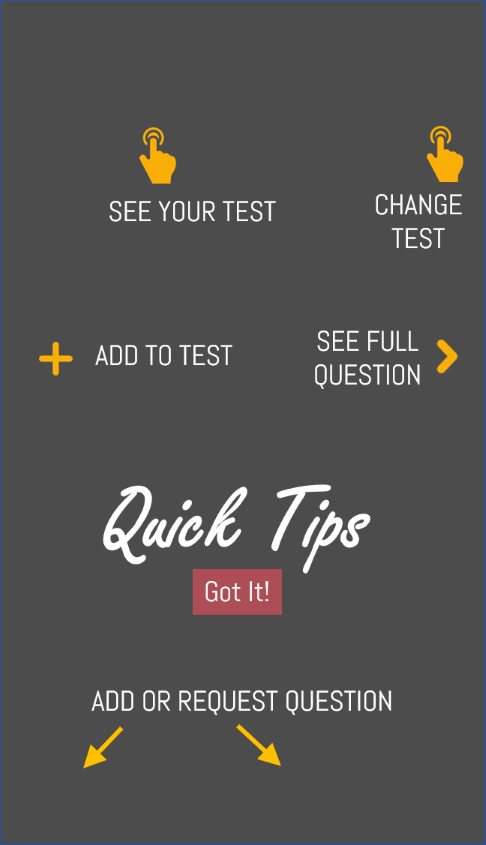 SEE YOUR TEST
CHANGE
TEST
ADD TO TEST
SEE FULL
QUESTION
Quick Tips
Got It!
ADD OR REQUEST QUESTION